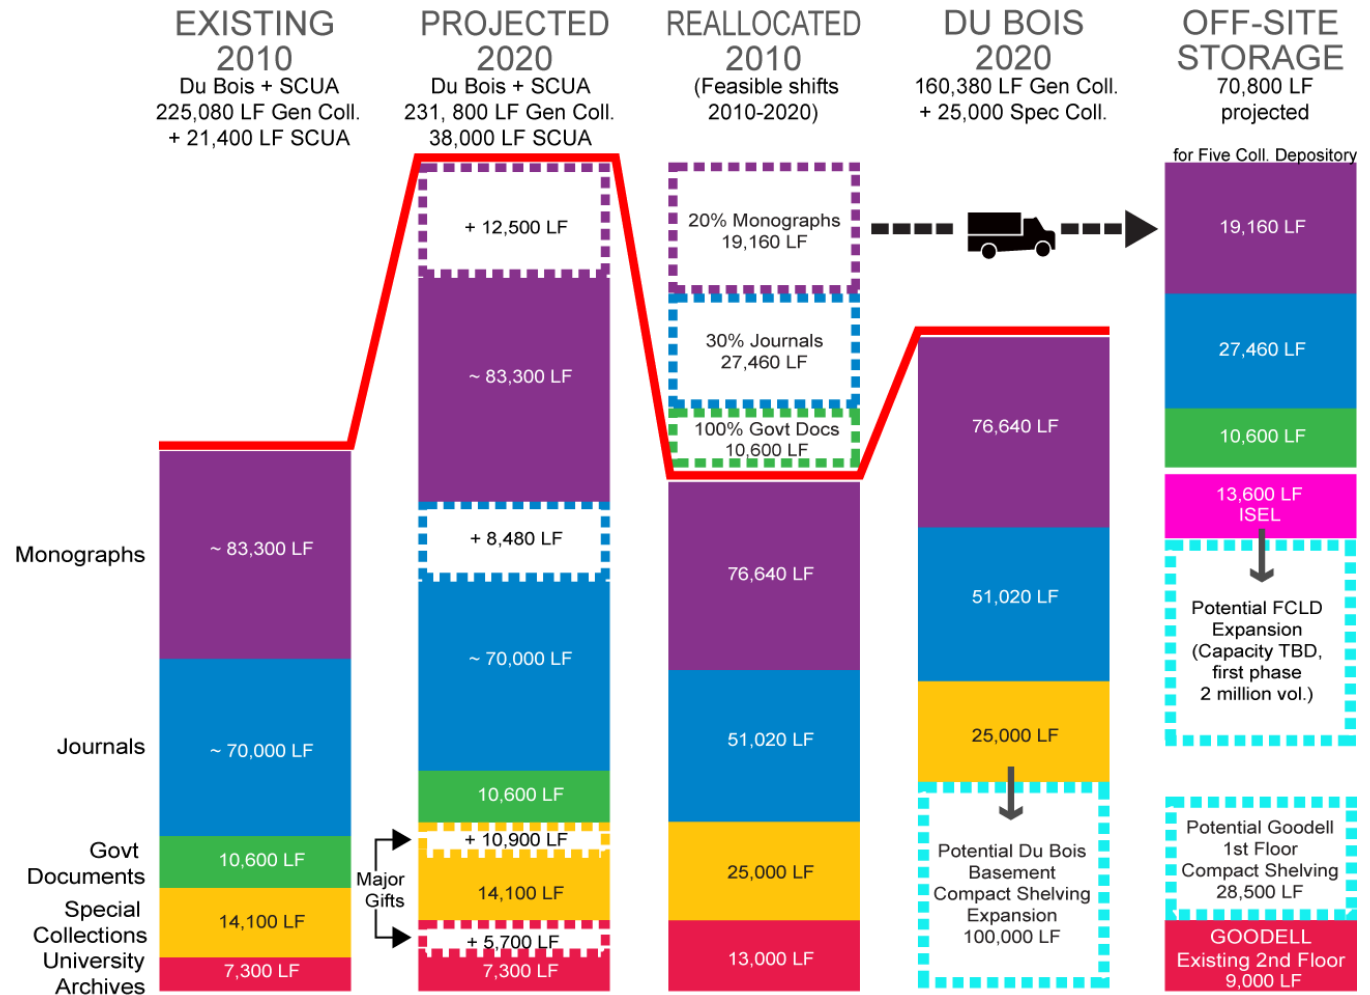 EXISTING
2010
Du Bois + SCUA
225,080 LF Gen Coll.
+ 21,400 LF SCUA
PROJECTED
2020
Du Bois + SCUA
231, 800 LF Gen Coll.
38,000 LF SCUA
REALLOCATED
2010
(Feasible shifts
2010-2020)
DU BOIS
2020
160,380 LF Gen Coll.
+ 25,000 Spec Coll.
OFF-SITE
STORAGE
70,800 LF
projected
for Five Coll. Depository
Monographs
Journals
Govt
Documents
Special
Collections
University
Archives
~ 83,300 LF
~ 70,000 LF
10,600 LF
14,100 LF
7,300 LF
Major
Gifts
+ 12,500 LF
~ 83,300 LF
+ 8,480 LF
~ 70,000 LF
10,600 LF
+ 10,900 LF
14,100 LF
+ 5,700 LF
7,300 LF
20% Monographs
19,160 LF
30% Journals
27,460 LF
100% Govt Docs
10,600 LF
76,640 LF
51,020 LF
25,000 LF
13,000 LF
76,640 LF
51,020 LF
25,000 LF
Potential Du Bois
Basement
Compact Shelving
Expansion
100,000 LF
19,160 LF
27,460 LF
10,600 LF
13,600 LF
ISEL
Potential FCLD
Expansion
(Capacity TBD,
first phase
2 million vol.)
Potential Goodell
1st Floor
Compact Shelving
28,500 LF
GOODELL
Existing 2nd Floor
9,000 LF